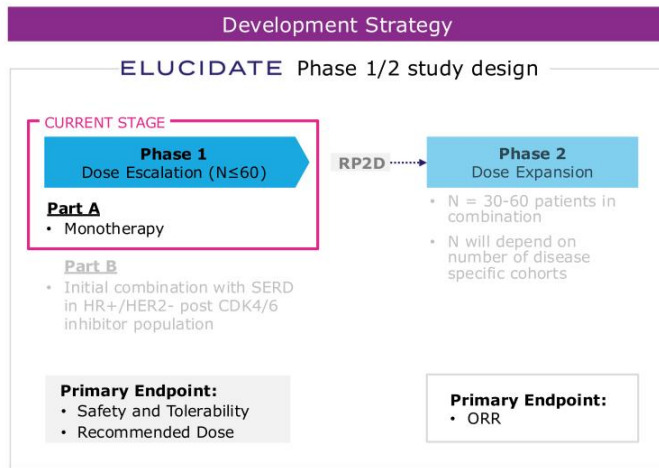 Development Strategy
ELUCIDATE Phase 1/2 study design
CURRENT STAGE
Phase 1
Dose Escalation (N≤60)
Part A
• Monotherapy
Part B
• Initial combination with SERD
in HR+/HER2- post CDK4/6
inhibitor population
Primary Endpoint:
• Safety and Tolerability
• Recommended Dose
RP2D
Phase 2
Dose Expansion
• N = 30-60 patients in
combination
• N will depend on
number of disease
specific cohorts
Primary Endpoint:
• ORR